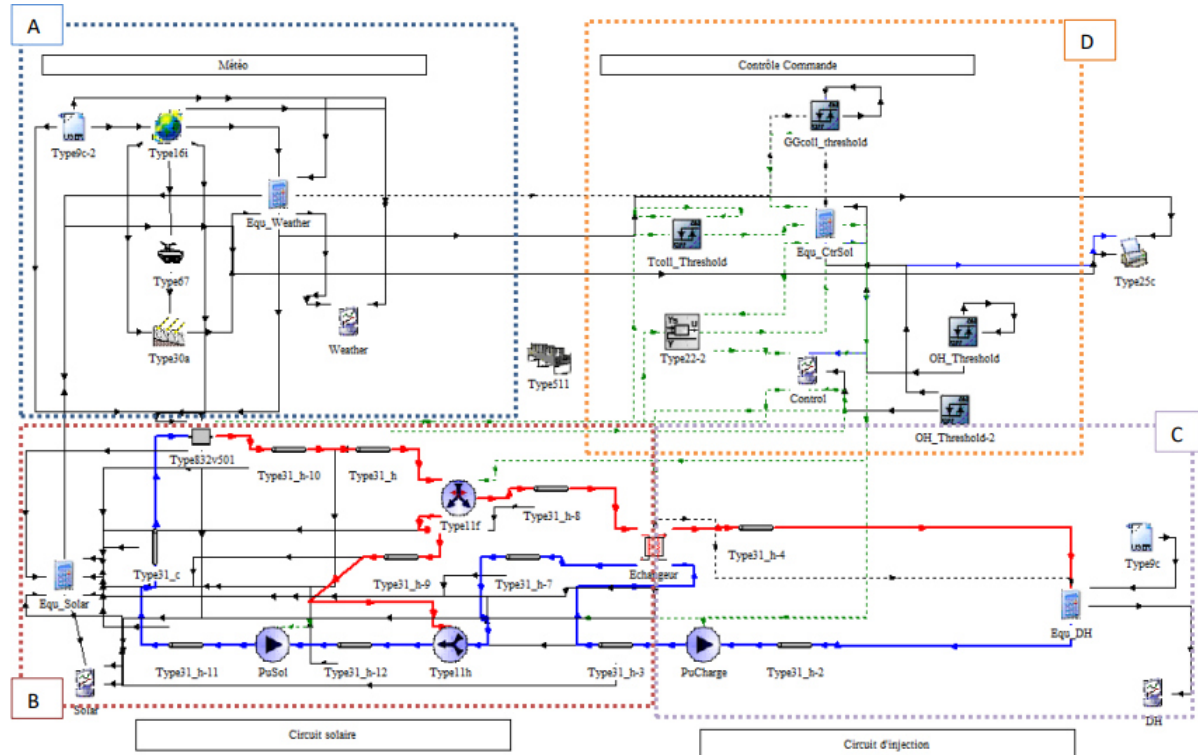 A
D
Météo
Contrôle Commande
Type9c-2
Type16i
GGcoll_threshold
Equ_Weather
Tcoll_Threshold
Equ_CtrSol
Type25c
Type67
Type30a
Weather
Type511
Type22-2
OH_Threshold
Control
OH_Threshold-2
C
Type832v501
Type31_h-10
Type31_h
Type11f
Type31_h-8
Type31_h-4
Type9c
Type31_c
Type31_h-9
Type31_h-7
Echangeur
Equ_Solar
Equ_DH
Type31_h-11
PuSol
Type31_h-12
Type11h
Type31_h-3
PuCharge
Type31_h-2
B
Solar
DH
Circuit solaire
Circuit d'injection